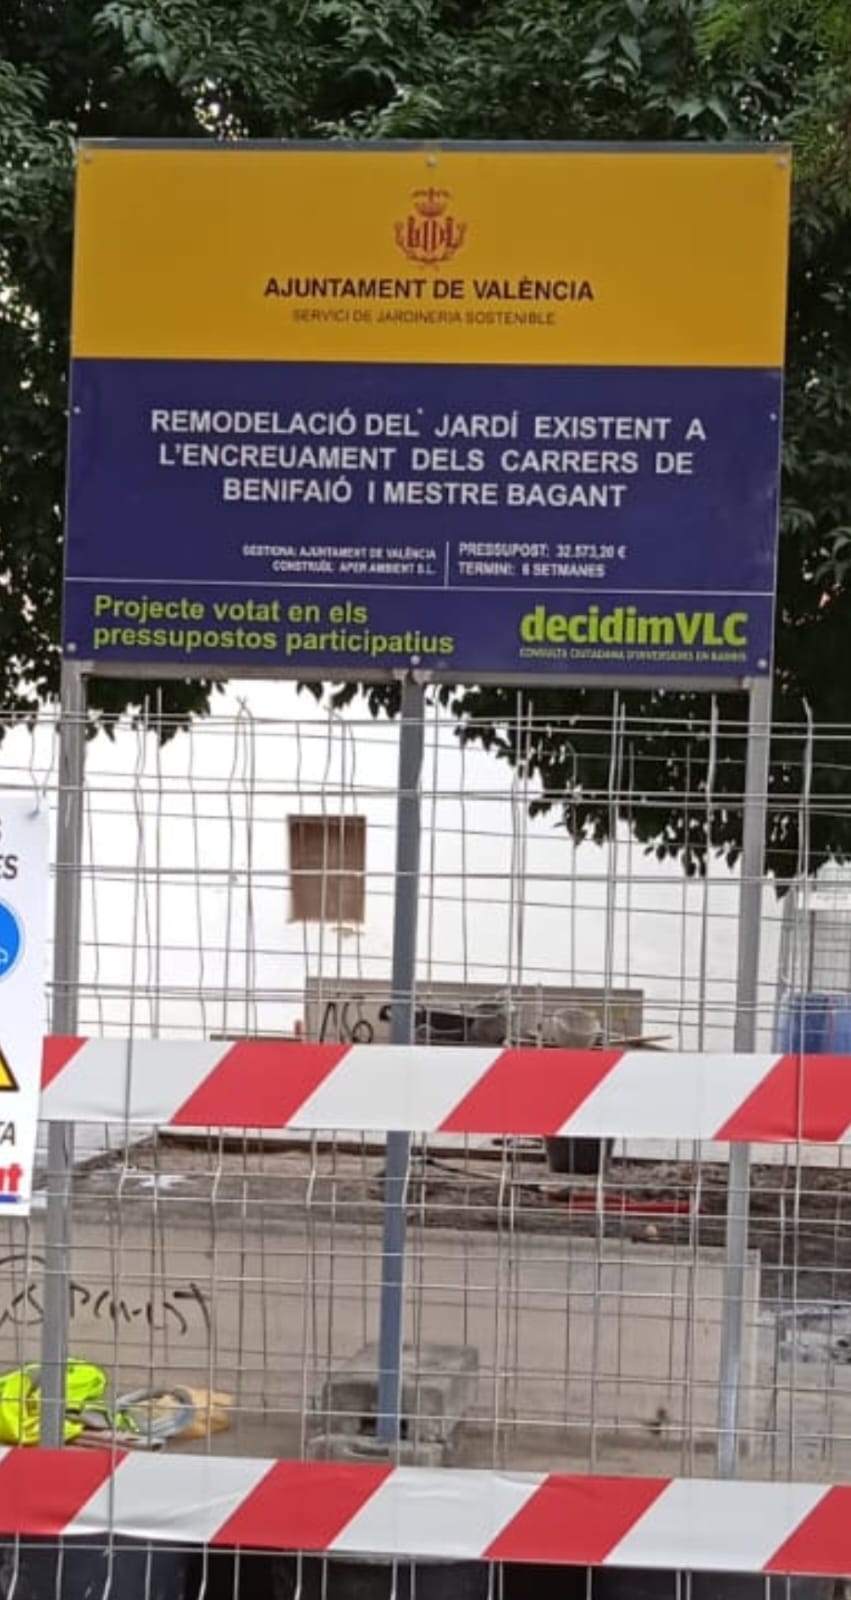 AJUNTAMENT DE VALÈNCIA
SERVICI DE JARDINERIA SOSTENIBLE
REMODELACIÓ DEL JARDÍ EXISTENT A
L'ENCREUAMENT DELS CARRERS DE
BENIFAIÓ I MESTRE BAGANT
GESTIONA: AJUNTAMENT DE VALÈNCIA
CONSTRUÏX: APER AMBIENT S.L.
PRESSUPOST: 32.573,20 €
TERMINI: 6 SETMANES
Projecte votat en els
pressupostos participatius
decidimVLC
CONSULTA CIUTADANA D'INVERSIONS EN BARRIS